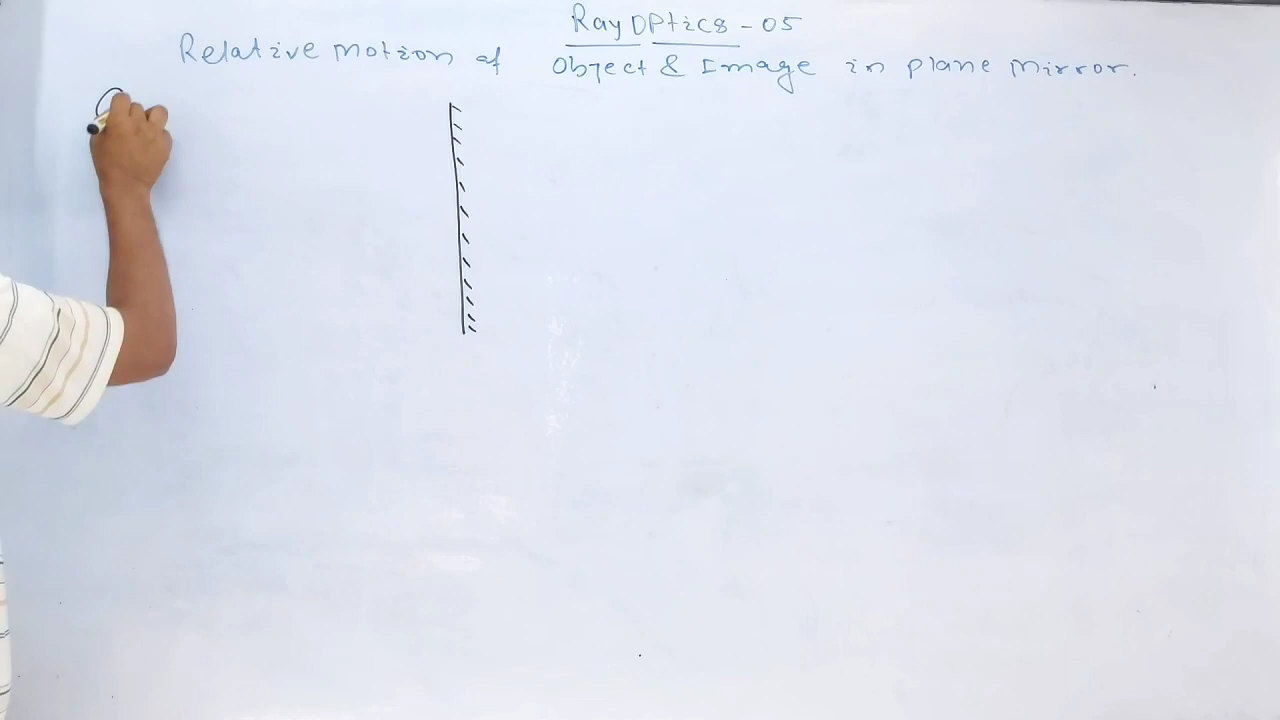 Ray OPtics - 05
Relative motion of Object & Image in plane mirror.